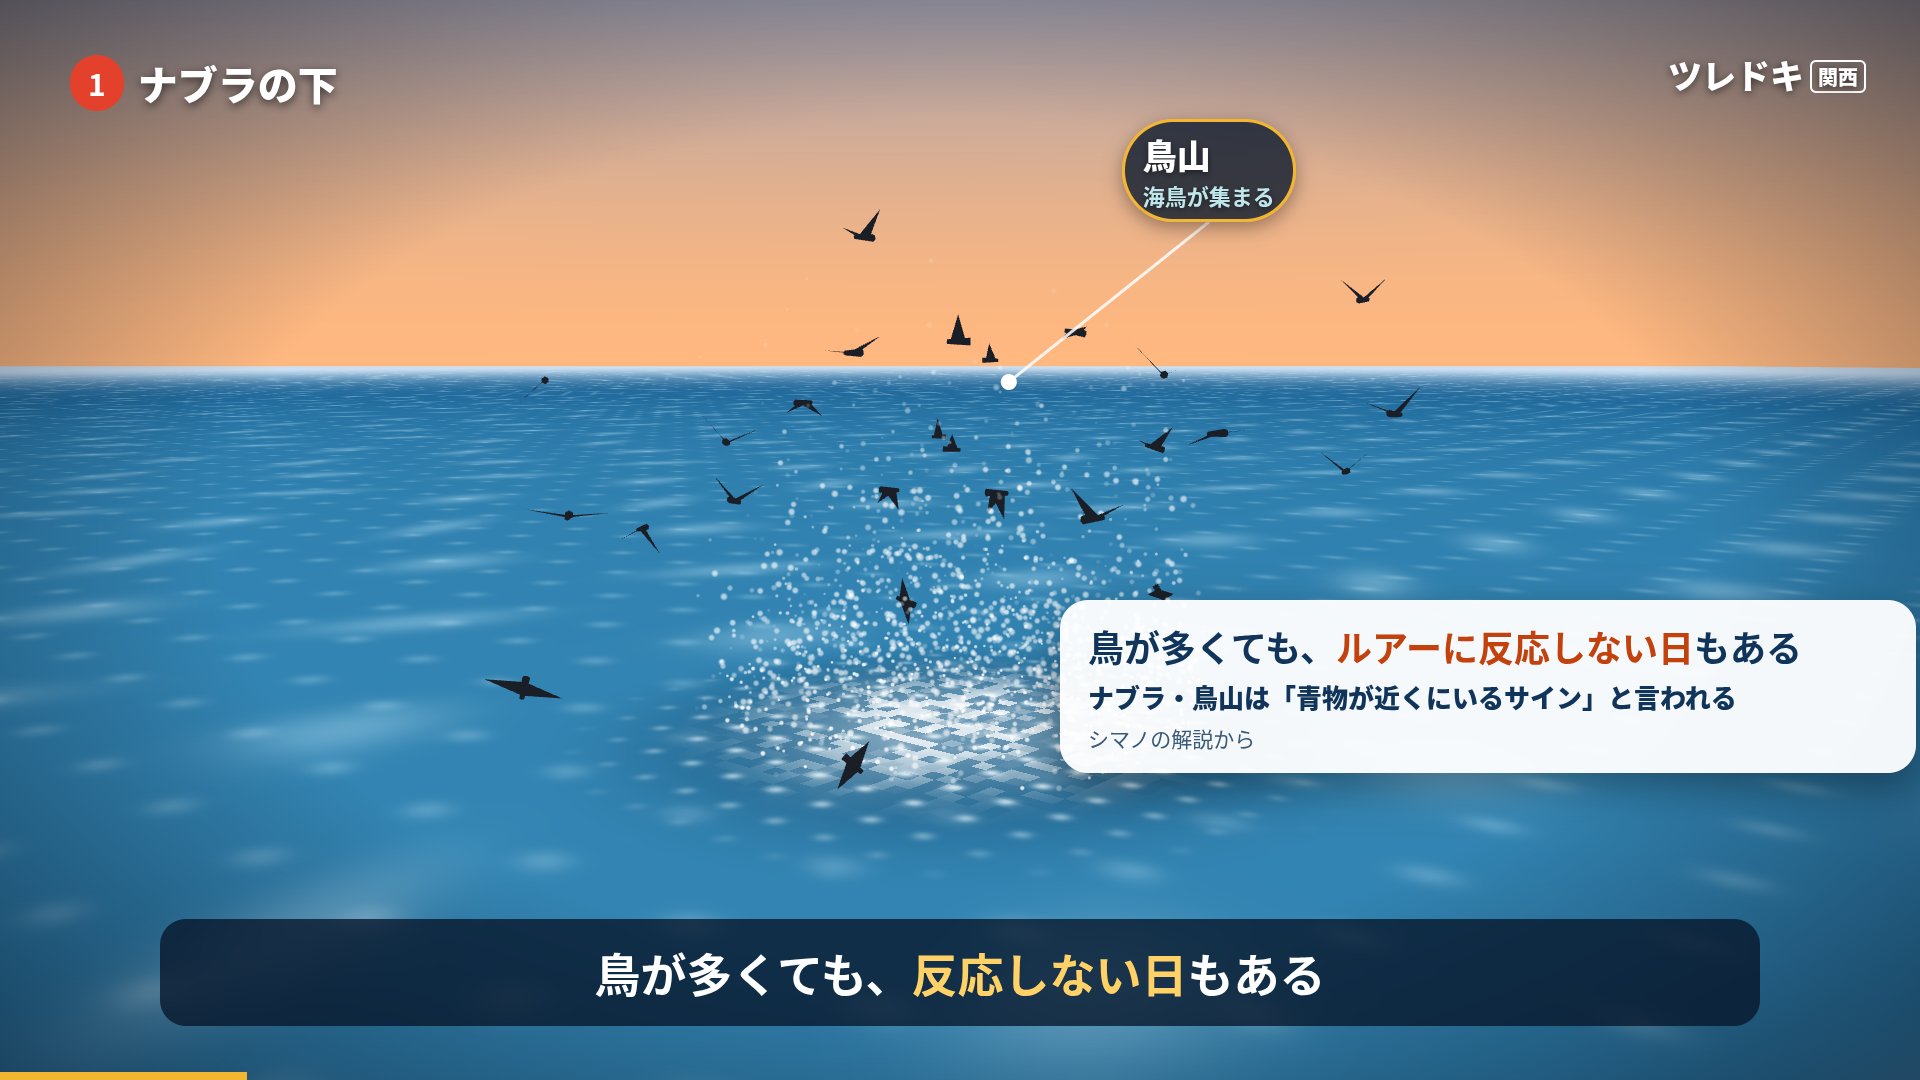 1 ナブラの下
ツレドキ 関西
鳥山
海鳥が集まる
鳥が多くても、ルアーに反応しない日もある
ナブラ・鳥山は「青物が近くにいるサイン」と言われる
シマノの解説から
鳥が多くても、反応しない日もある